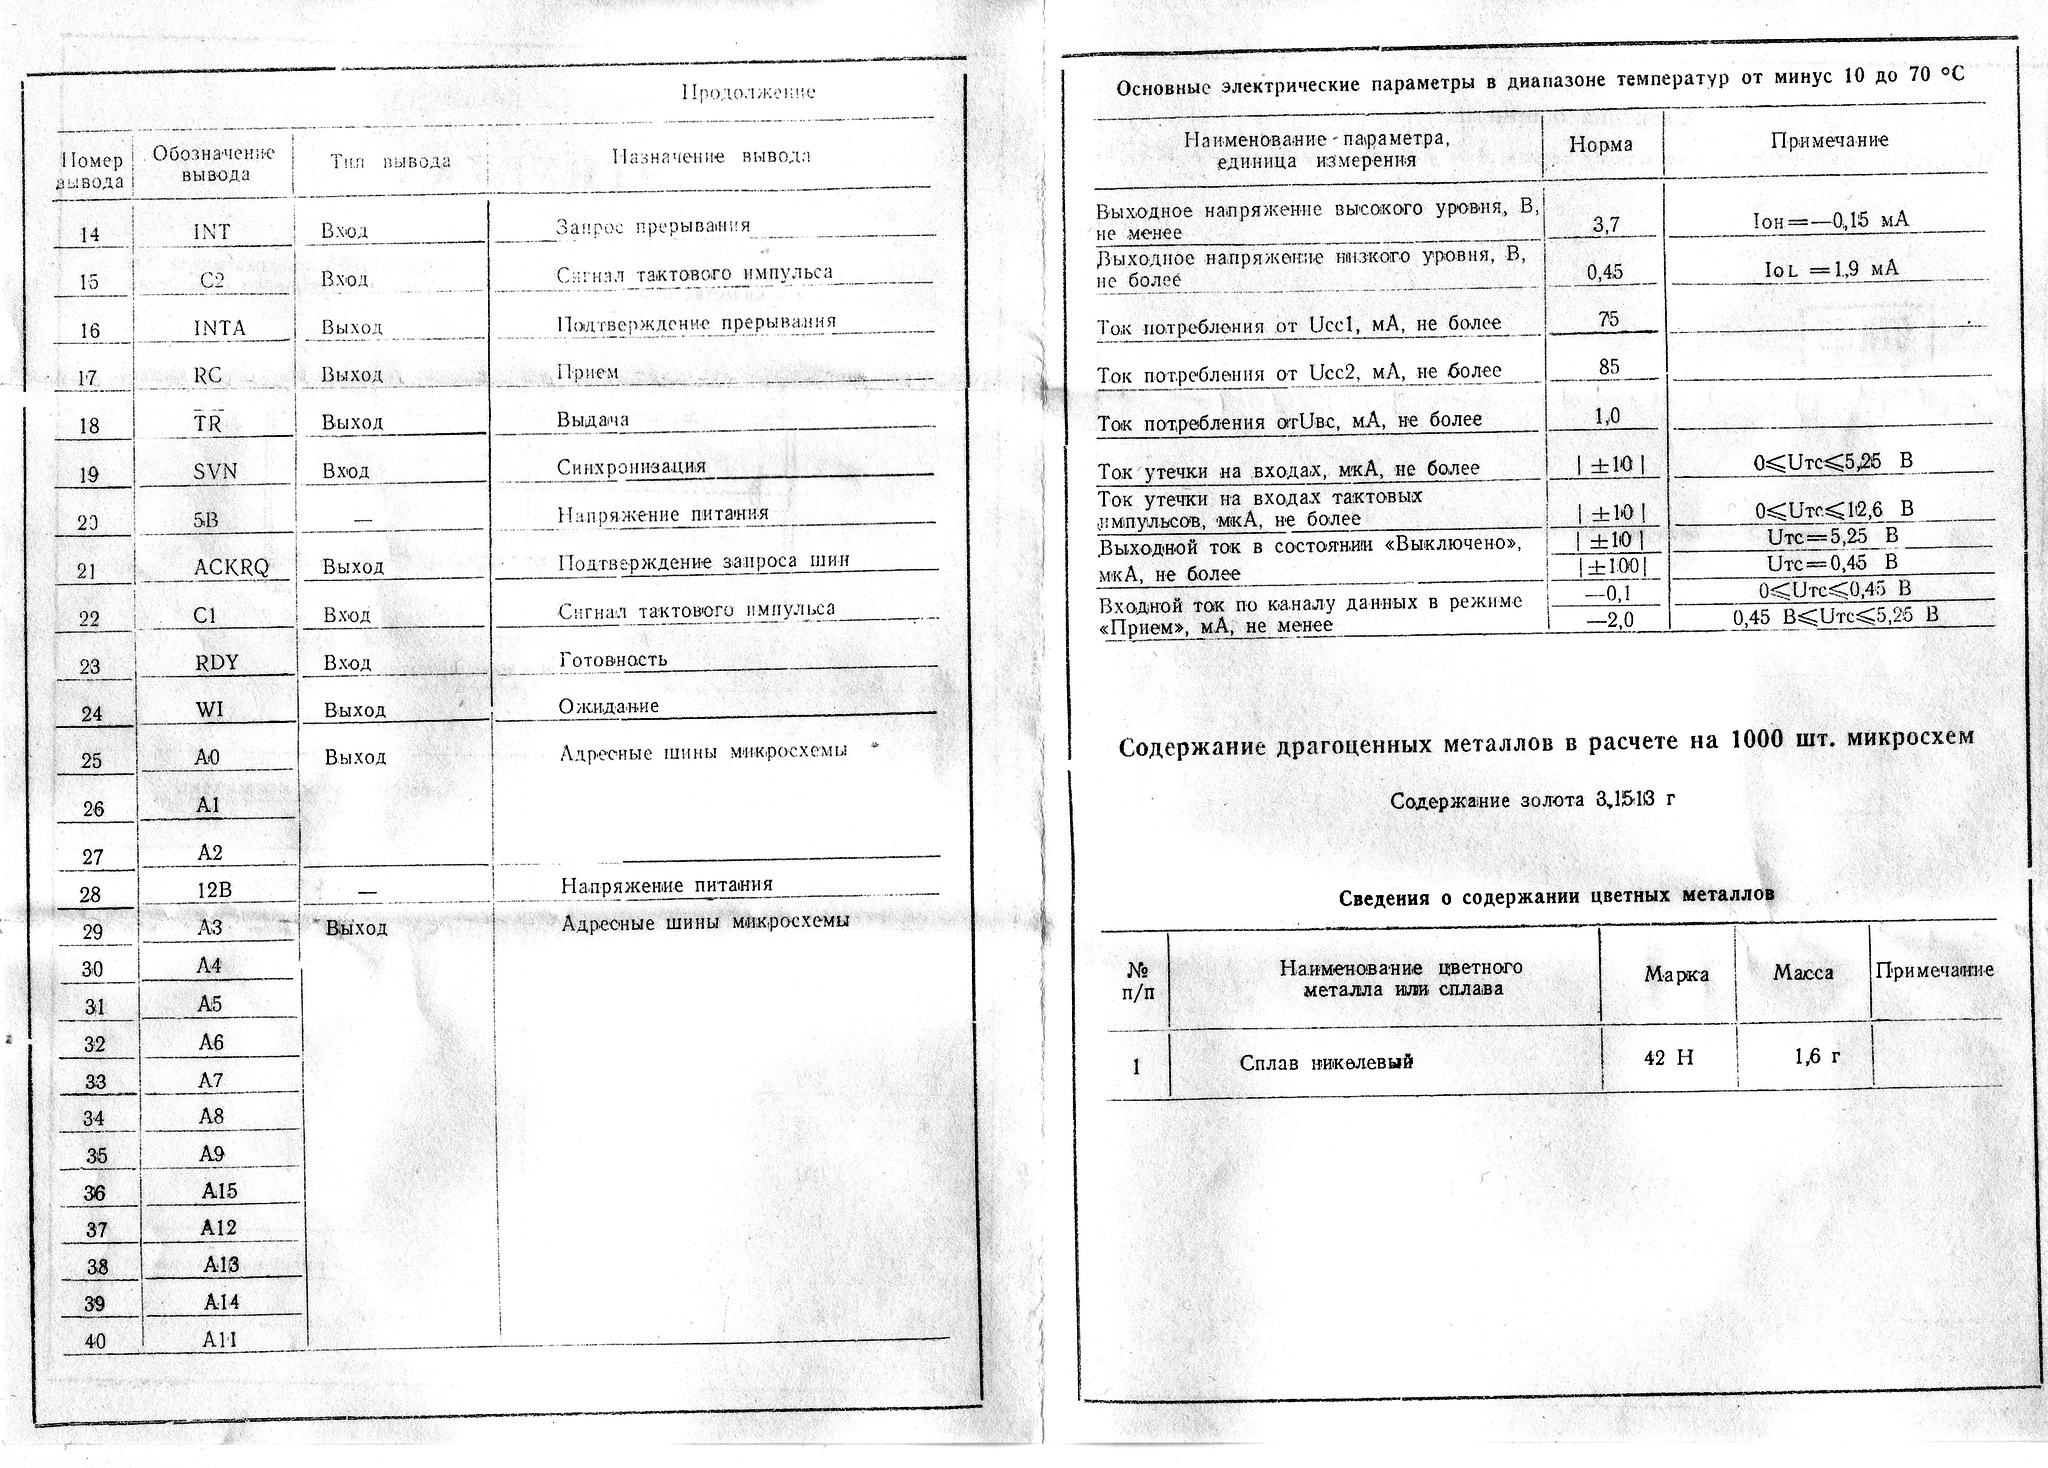 Продолжение
Номер вывода | Обозначение вывода | Тип вывода | Назначение вывода
14 | INT | Вход | Запрос прерывания
15 | C2 | Вход | Сигнал тактового импульса
16 | INTA | Выход | Подтверждение прерывания
17 | RC | Выход | Прием
18 | T̅R̅ | Выход | Выдача
19 | SVN | Вход | Синхронизация
20 | 5В | — | Напряжение питания
21 | ACKRQ | Выход | Подтверждение запроса шин
22 | C1 | Вход | Сигнал тактового импульса
23 | RDY | Вход | Готовность
24 | WI | Выход | Ожидание
25 | A0 | Выход | Адресные шины микросхемы
26 | A1
27 | A2
28 | 12В | — | Напряжение питания
29 | A3 | Выход | Адресные шины микросхемы
30 | A4
31 | A5
32 | A6
33 | A7
34 | A8
35 | A9
36 | A15
37 | A12
38 | A13
39 | A14
40 | A11
Основные электрические параметры в диапазоне температур от минус 10 до 70 °С
Наименование параметра, единица измерения | Норма | Примечание
Выходное напряжение высокого уровня, В,
не менее | 3,7 | IOH=—0,15 мА
Выходное напряжение низкого уровня, В,
не более | 0,45 | IOL =1,9 мА
Ток потребления от Ucc1, мА, не более | 75
Ток потребления от Ucc2, мА, не более | 85
Ток потребления от Uвс, мА, не более | 1,0
Ток утечки на входах, мкА, не более | |±10| | 0⩽Uтс⩽5,25 В
Ток утечки на входах тактовых
импульсов, мкА, не более | |±10| | 0⩽Uтс⩽12,6 В
Выходной ток в состоянии «Выключено», | |±10| | Uтс=5,25 В
мкА, не более | |±100| | Uтс=0,45 В
Входной ток по каналу данных в режиме | —0,1 | 0⩽Uтс⩽0,45 В
«Прием», мА, не менее | —2,0 | 0,45 В⩽Uтс⩽5,25 В
Содержание драгоценных металлов в расчете на 1000 шт. микросхем
Содержание золота 3,1513 г
Сведения о содержании цветных металлов
№ п/п | Наименование цветного металла или сплава | Марка | Масса | Примечание
1 | Сплав никелевый | 42 Н | 1,6 г